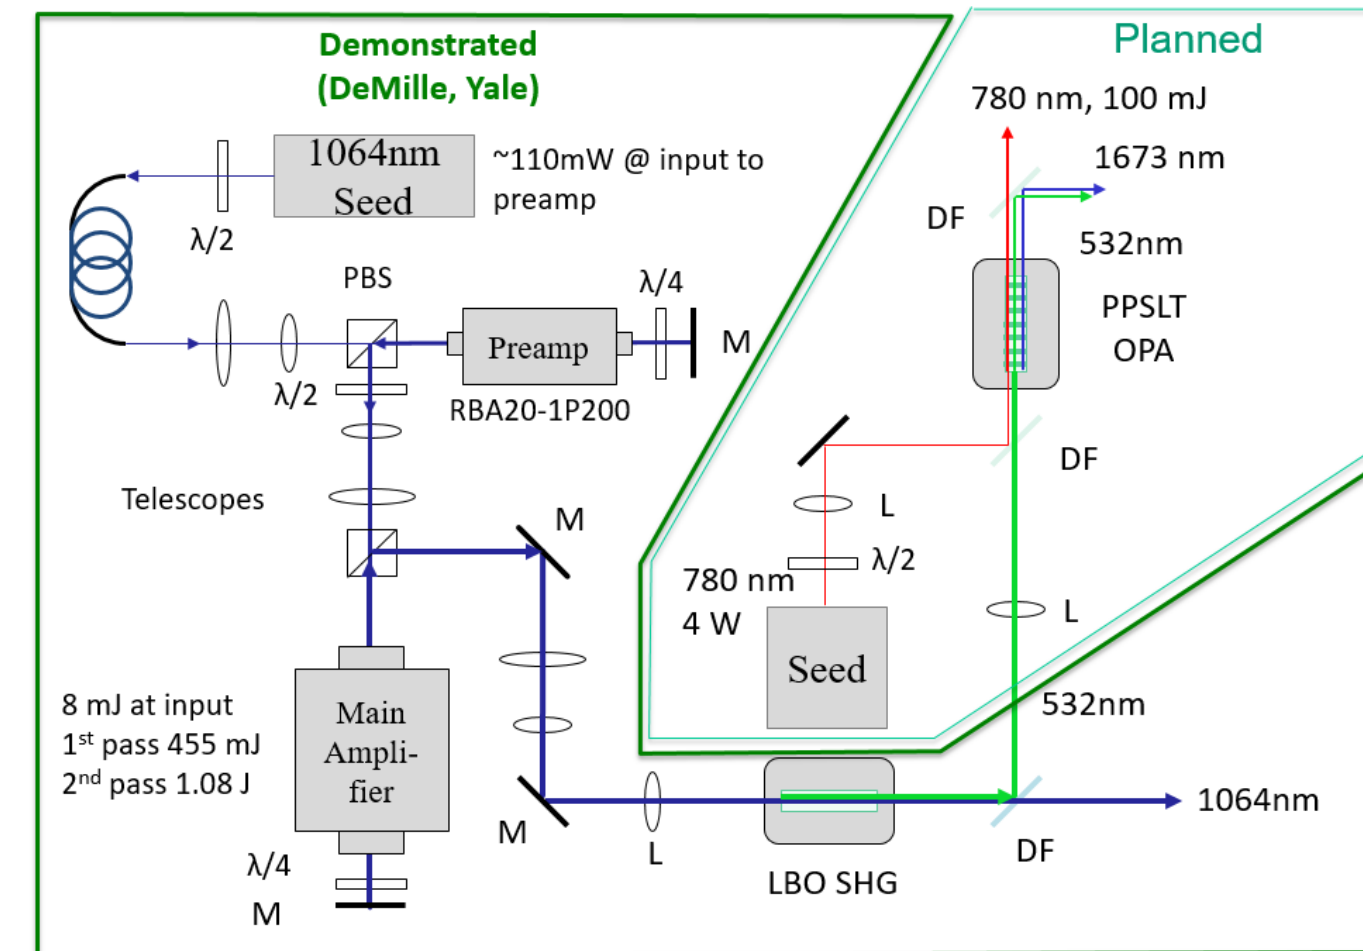 Demonstrated
(DeMille, Yale)
Planned
780 nm, 100 mJ
1673 nm
DF
532nm
1064nm
Seed
~110mW @ input to
preamp
λ/2
PBS
λ/4
Preamp
M
λ/2
RBA20-1P200
PPSLT
OPA
DF
Telescopes
M
L
λ/2
780 nm
4 W
Seed
L
532nm
8 mJ at input
1st pass 455 mJ
2nd pass 1.08 J
Main
Ampli-
fier
λ/4
M
M
L
LBO SHG
DF
1064nm